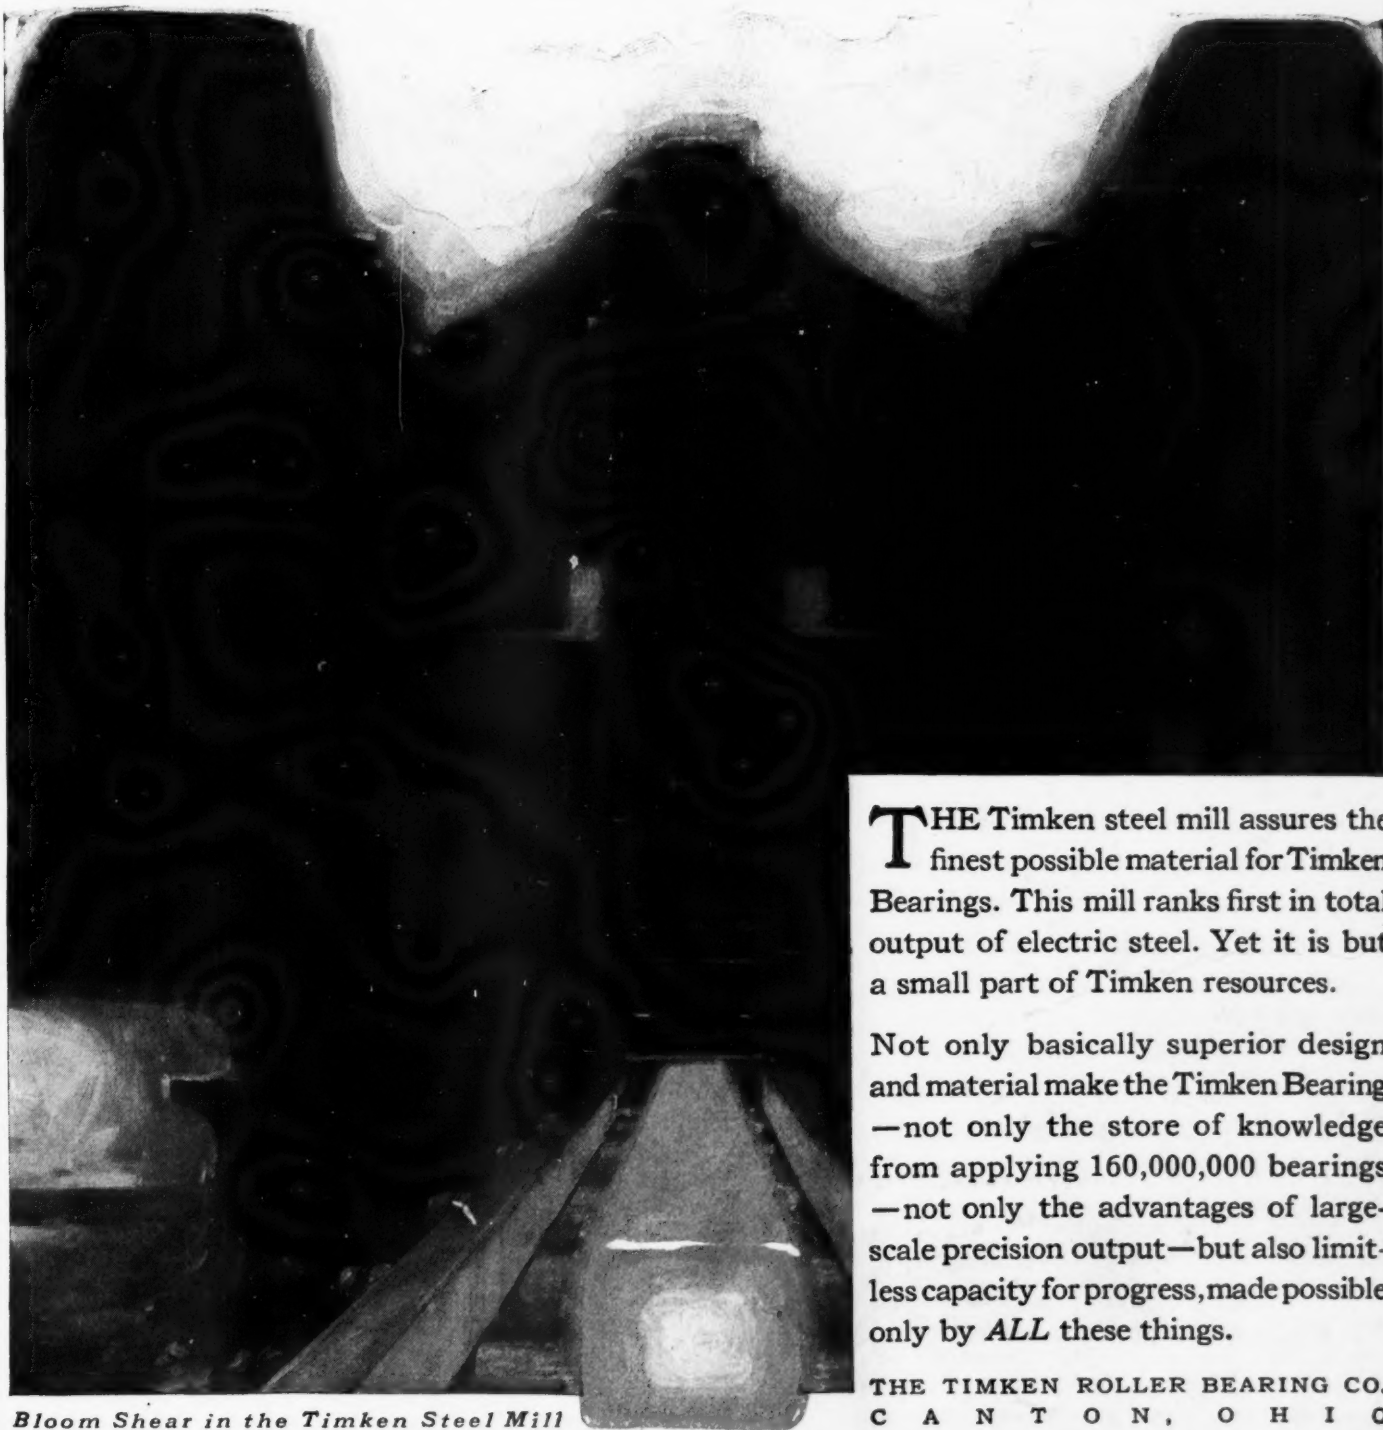 THE Timken steel mill assures the
finest possible material for Timken
Bearings. This mill ranks first in total
output of electric steel. Yet it is but
a small part of Timken resources.
Not only basically superior design
and material make the Timken Bearing
—not only the store of knowledge
from applying 160,000,000 bearings
—not only the advantages of large-
scale precision output—but also limit-
less capacity for progress, made possible
only by ALL these things.
THE TIMKEN ROLLER BEARING CO.
CANTON, OHIO
Bloom Shear in the Timken Steel Mill